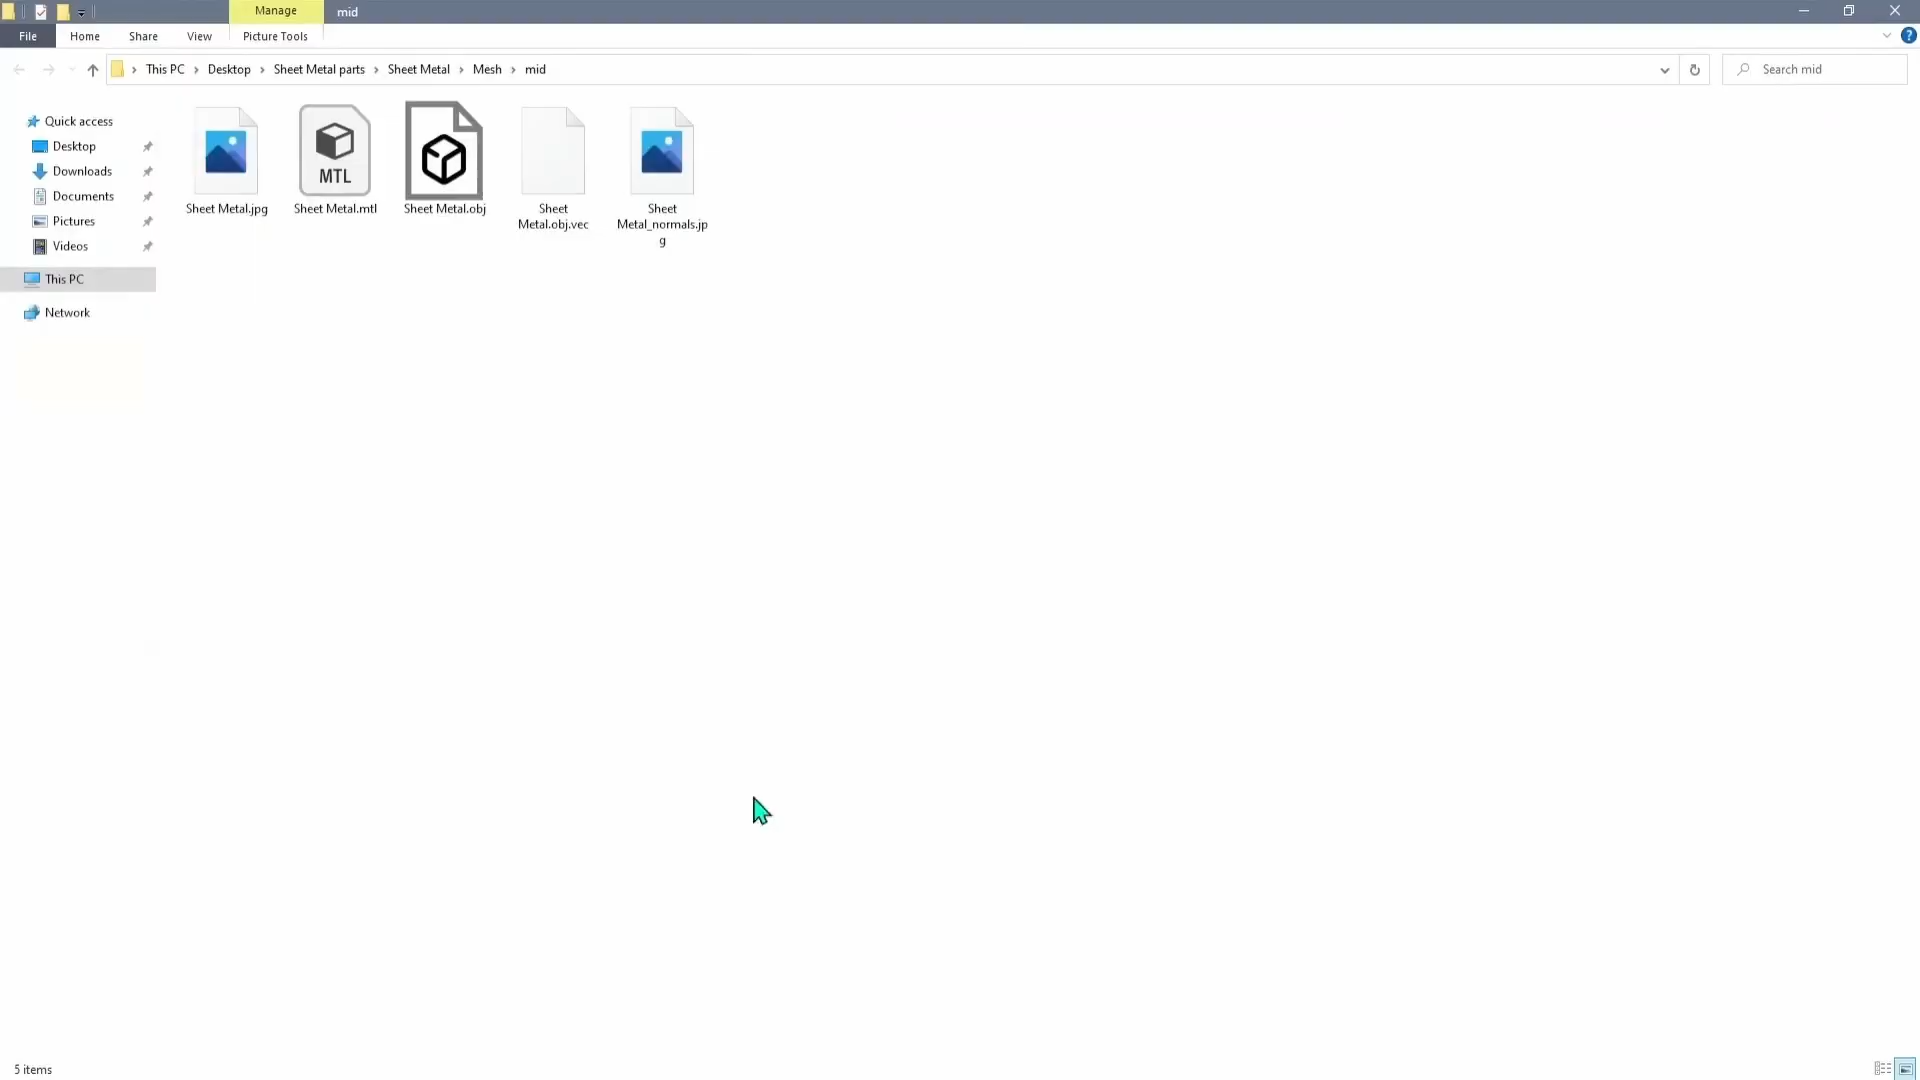 Manage
mid
File
Home
Share
View
Picture Tools
?
This PC
Desktop
Sheet Metal parts
Sheet Metal
Mesh
mid
Search mid
Quick access
Desktop
Downloads
Documents
Pictures
Videos
This PC
Network
MTL
Sheet Metal.jpg
Sheet Metal.mtl
Sheet Metal.obj
Sheet
Metal.obj.vec
Sheet
Metal_normals.jp
g
5 items